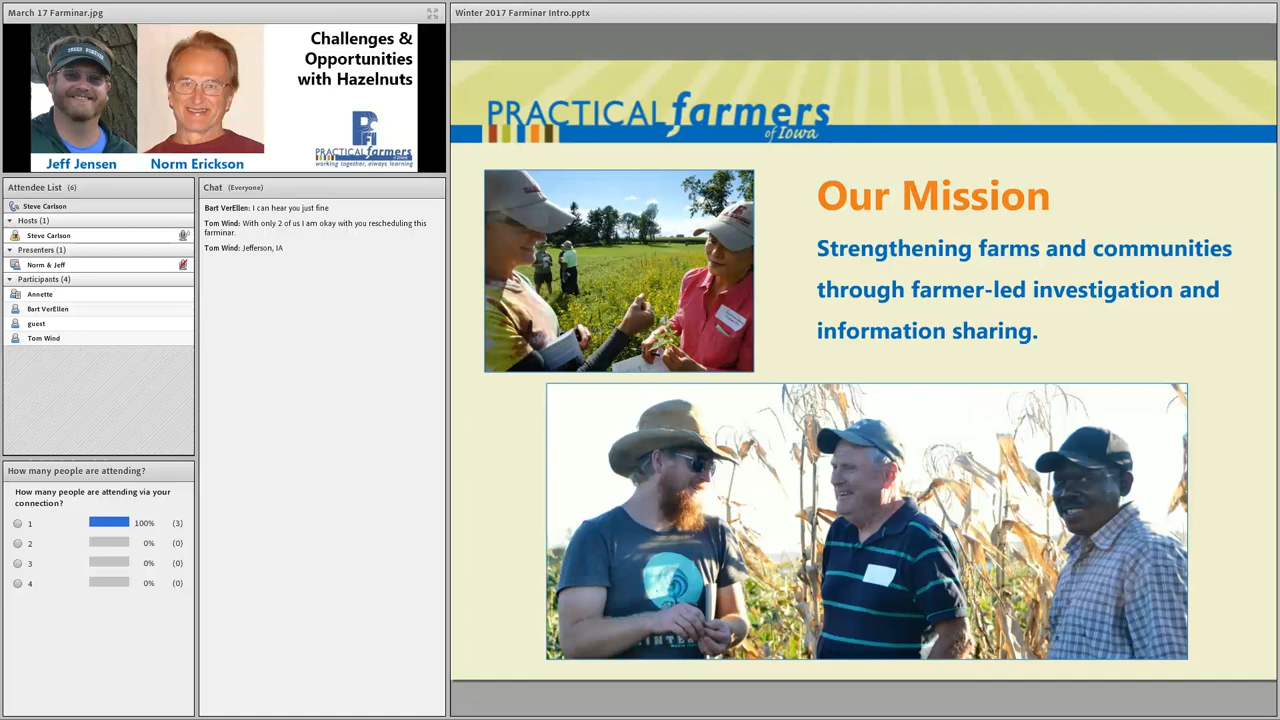 March 17 Farminar.jpg
Challenges &
Opportunities
with Hazelnuts
PFI
PRACTICAL farmers
of Iowa
working together, always learning
Jeff Jensen
Norm Erickson
Attendee List (6)
Steve Carlson
Hosts (1)
Steve Carlson
Presenters (1)
Norm & Jeff
Participants (4)
Annette
Bart VerEllen
guest
Tom Wind
Chat (Everyone)
Bart VerEllen: I can hear you just fine
Tom Wind: With only 2 of us I am okay with you rescheduling this
farminar.
Tom Wind: Jefferson, IA
How many people are attending?
How many people are attending via your
connection?
1 100% (3)
2 0% (0)
3 0% (0)
4 0% (0)
Winter 2017 Farminar Intro.pptx
PRACTICAL farmers
of Iowa
Our Mission
Strengthening farms and communities
through farmer-led investigation and
information sharing.